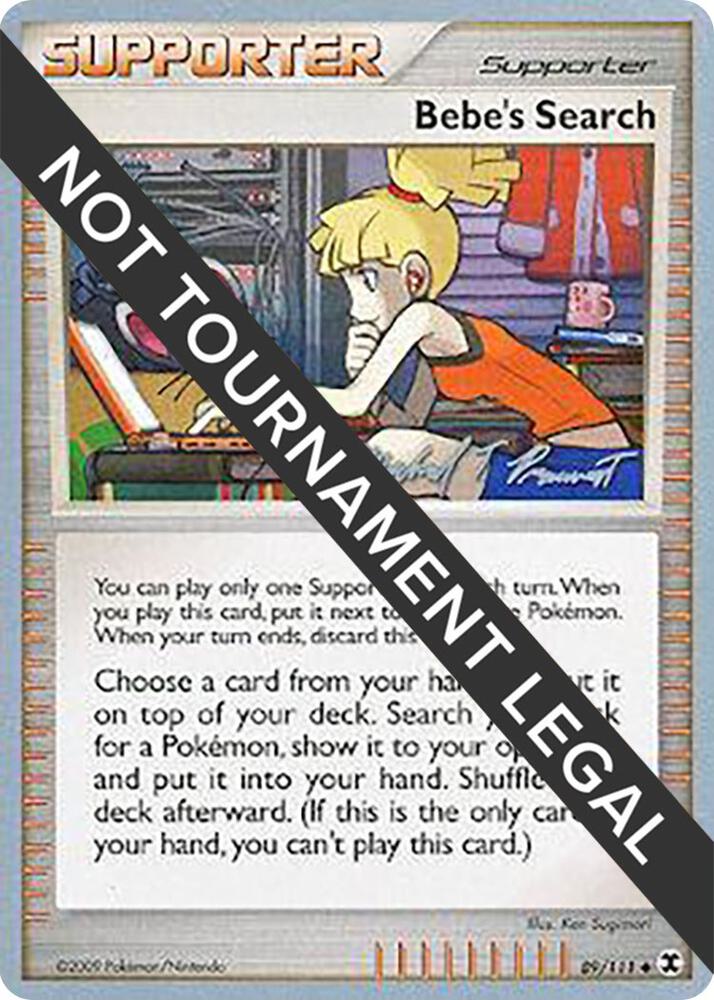 SUPPORTER
Supporter
Bebe's Search
NOT TOURNAMENT LEGAL
You can play only one Suppor h turn. When
you play this card, put it next to Pokémon.
When your turn ends, discard this
Choose a card from your ha ut it
on top of your deck. Search k
for a Pokémon, show it to your op
and put it into your hand. Shuffle
deck afterward. (If this is the only car
your hand, you can't play this card.)
Illus. Ken Sugimori
©2009 Pokémon/Nintendo
89/111